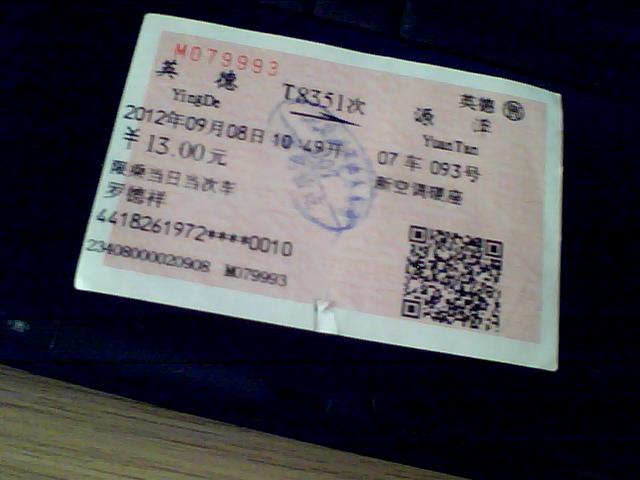 M079993
英德 售
英 德 T8351次 源 潭
YingDe YuanTan
2012年09月08日 10:49开 07车 093号
￥13.00元 新空调硬座
限乘当日当次车
罗德祥
4418261972****0010
23408000020908 M079993